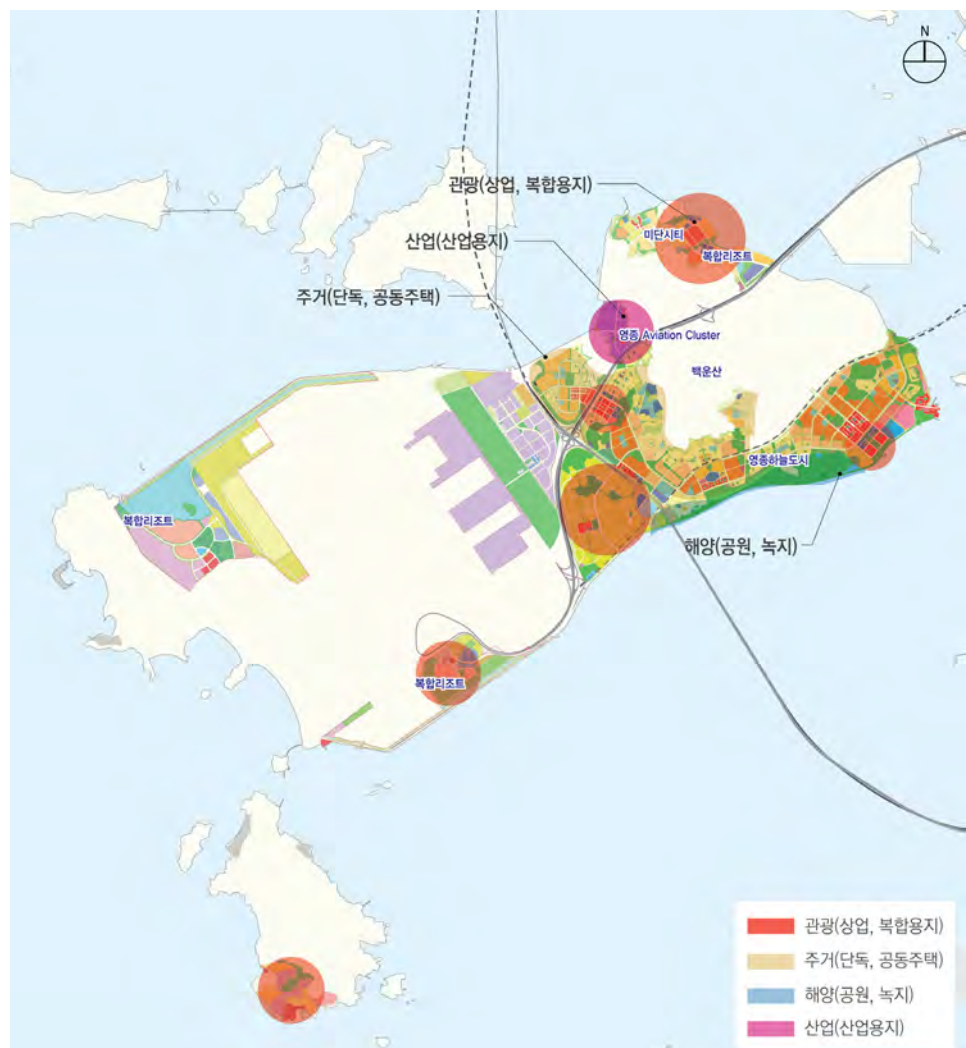 N
관광(상업, 복합용지)
미단시티
산업(산업용지)
복합리조트
주거(단독, 공동주택)
영종 Aviation Cluster
백운산
영종하늘도시
복합리조트
해양(공원, 녹지)
복합리조트
관광(상업, 복합용지)
주거(단독, 공동주택)
해양(공원, 녹지)
산업(산업용지)